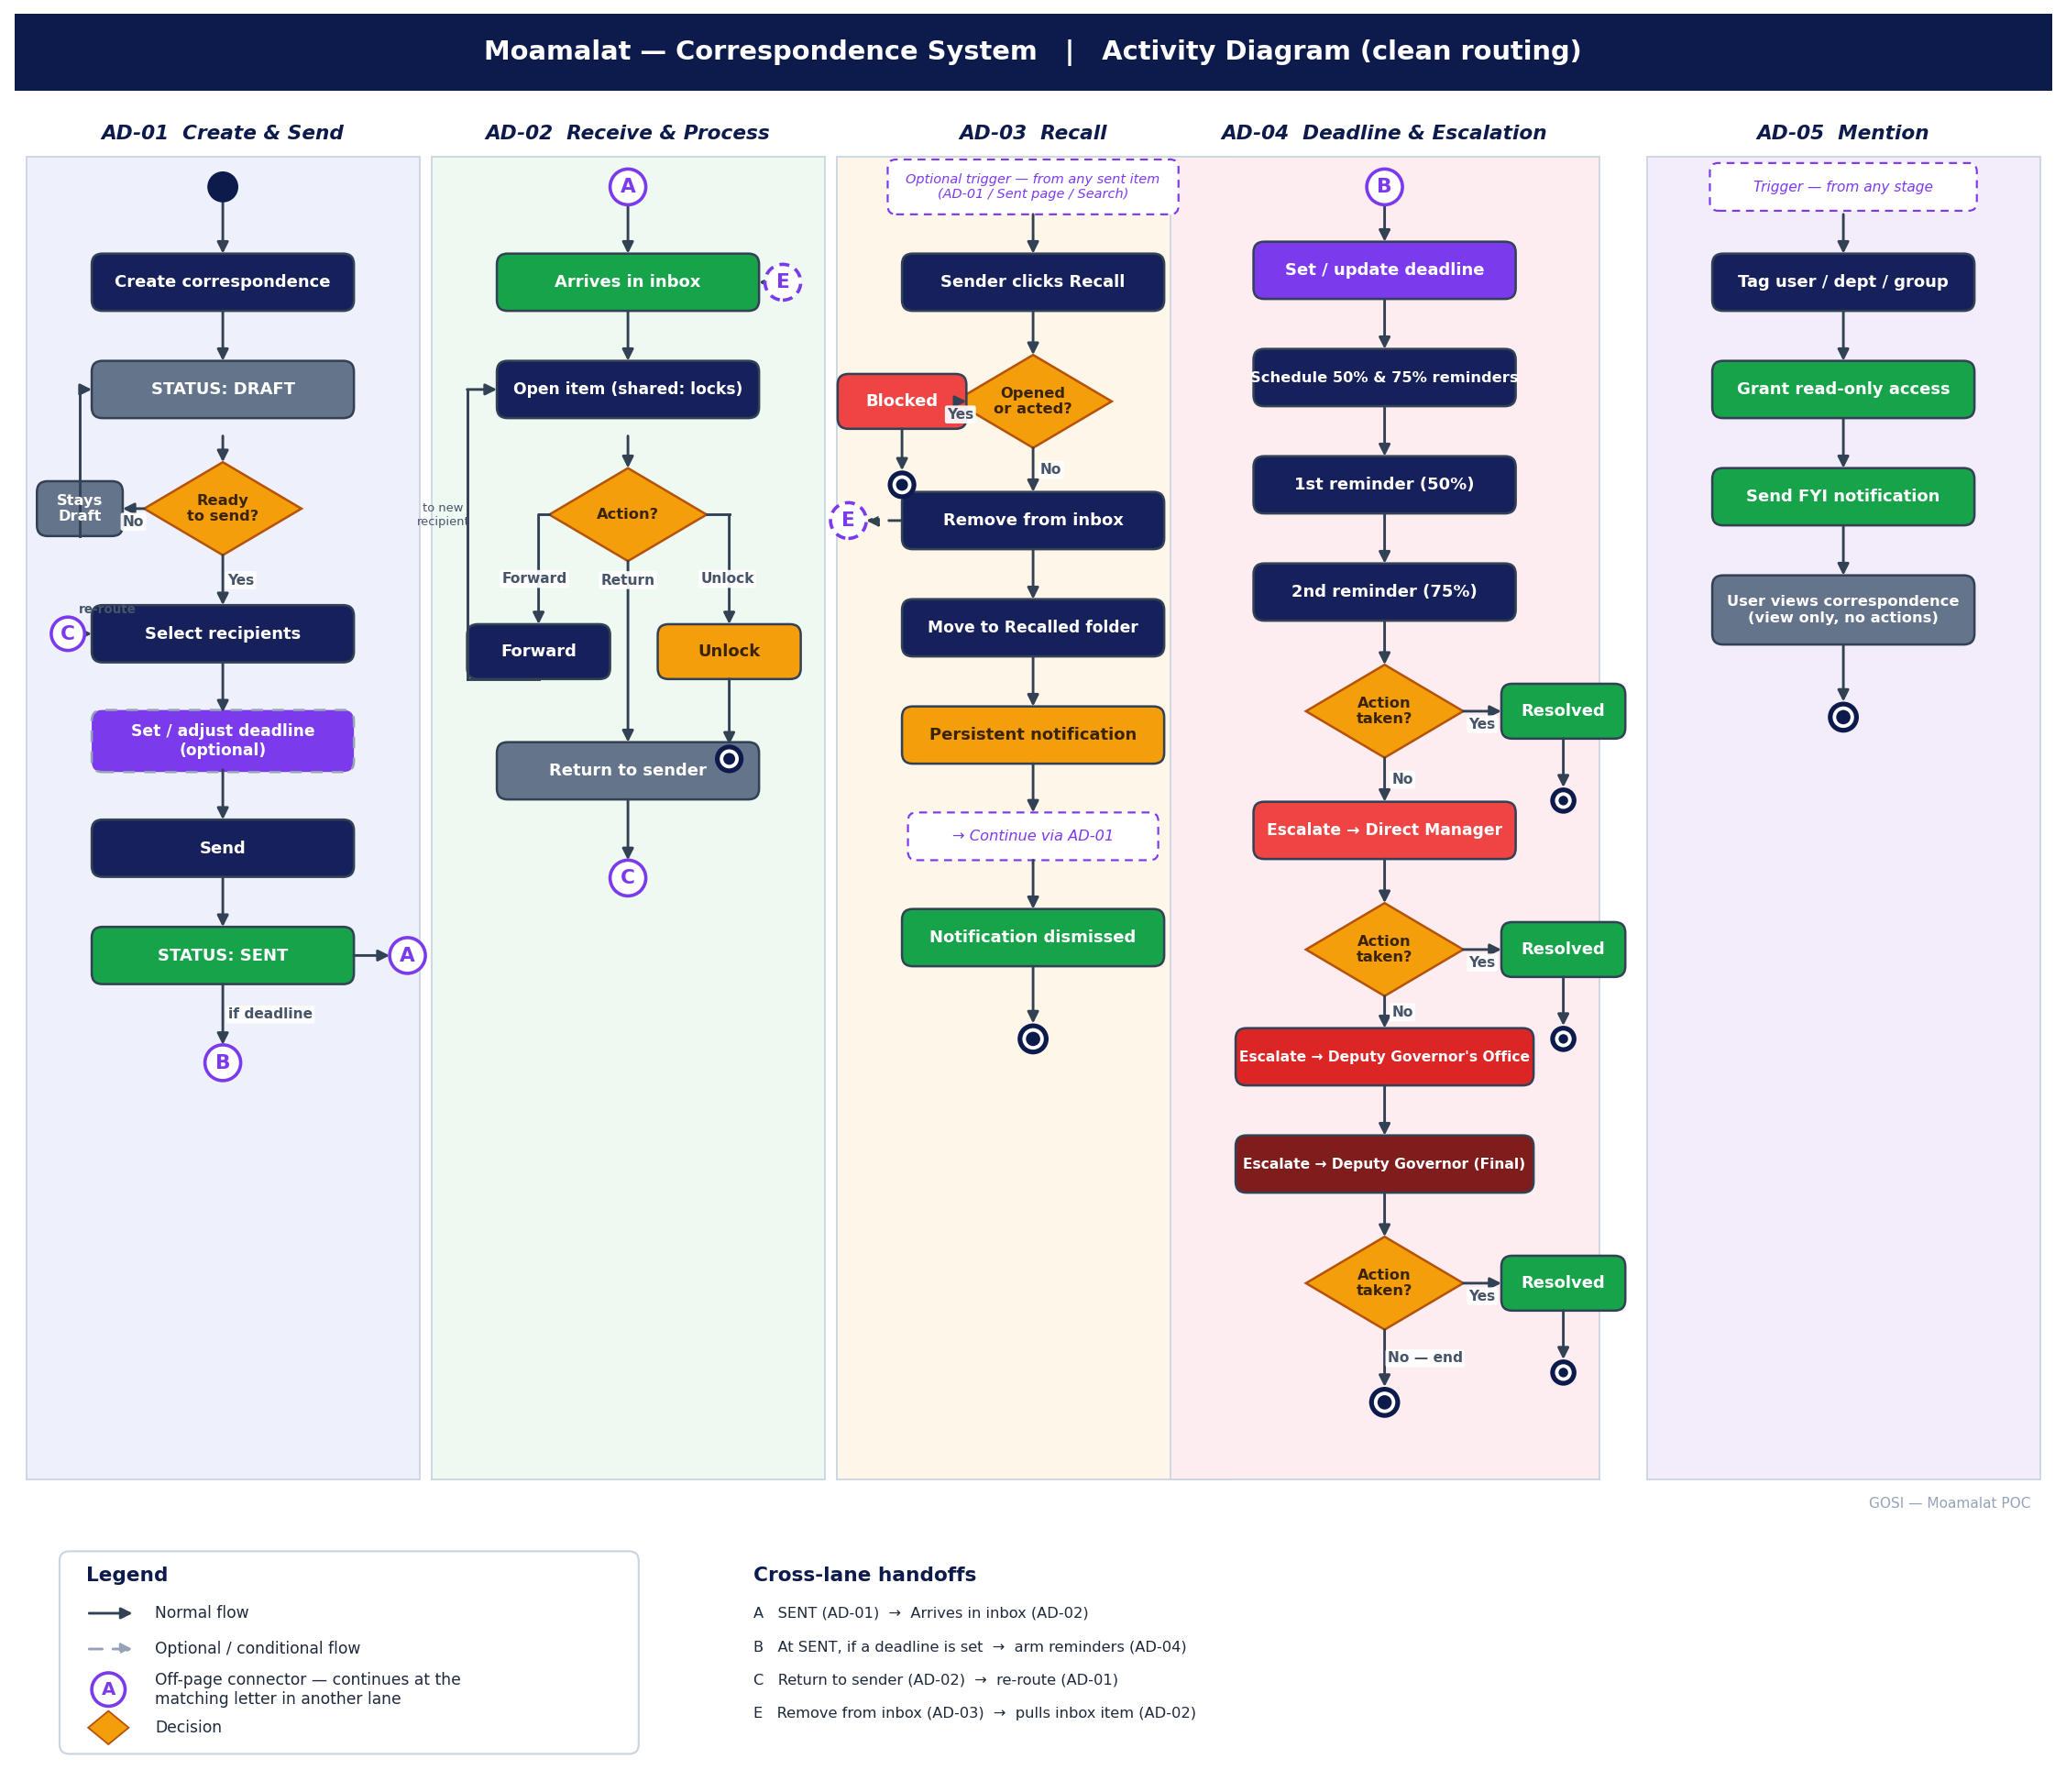 Moamalat — Correspondence System | Activity Diagram (clean routing)
AD-01 Create & Send
Create correspondence
STATUS: DRAFT
Ready
to send?
No
Stays
Draft
Yes
re-route
C
Select recipients
Set / adjust deadline
(optional)
Send
STATUS: SENT
A
if deadline
B
AD-02 Receive & Process
A
Arrives in inbox
E
Open item (shared: locks)
to new
recipient
Action?
Forward
Return
Unlock
Forward
Unlock
Return to sender
C
AD-03 Recall
Optional trigger — from any sent item
(AD-01 / Sent page / Search)
Sender clicks Recall
Opened
or acted?
Yes
Blocked
No
E
Remove from inbox
Move to Recalled folder
Persistent notification
→ Continue via AD-01
Notification dismissed
AD-04 Deadline & Escalation
B
Set / update deadline
Schedule 50% & 75% reminders
1st reminder (50%)
2nd reminder (75%)
Action
taken?
Yes
Resolved
No
Escalate → Direct Manager
Action
taken?
Yes
Resolved
No
Escalate → Deputy Governor's Office
Escalate → Deputy Governor (Final)
Action
taken?
Yes
Resolved
No — end
AD-05 Mention
Trigger — from any stage
Tag user / dept / group
Grant read-only access
Send FYI notification
User views correspondence
(view only, no actions)
GOSI — Moamalat POC
Legend
Normal flow
Optional / conditional flow
A
Off-page connector — continues at the
matching letter in another lane
Decision
Cross-lane handoffs
A SENT (AD-01) → Arrives in inbox (AD-02)
B At SENT, if a deadline is set → arm reminders (AD-04)
C Return to sender (AD-02) → re-route (AD-01)
E Remove from inbox (AD-03) → pulls inbox item (AD-02)